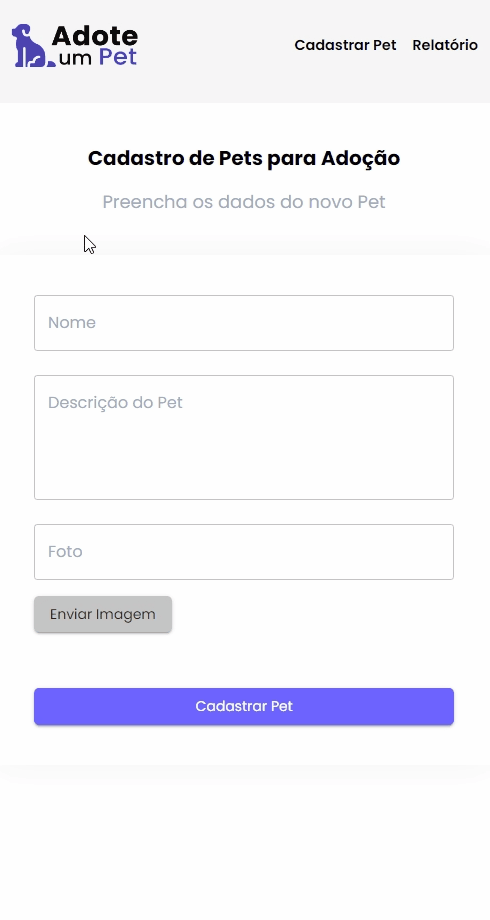 Adote
um Pet
Cadastrar Pet Relatório
Cadastro de Pets para Adoção
Preencha os dados do novo Pet
Nome
Descrição do Pet
Foto
Enviar Imagem
Cadastrar Pet